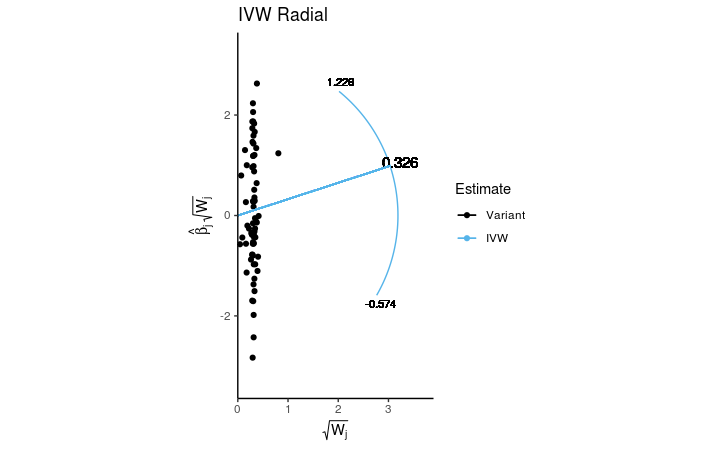 IVW Radial
1.226
2
0.326
Estimate
Variant
β̂j√Wj
0
IVW
-0.574
-2
0
1
2
3
√Wj